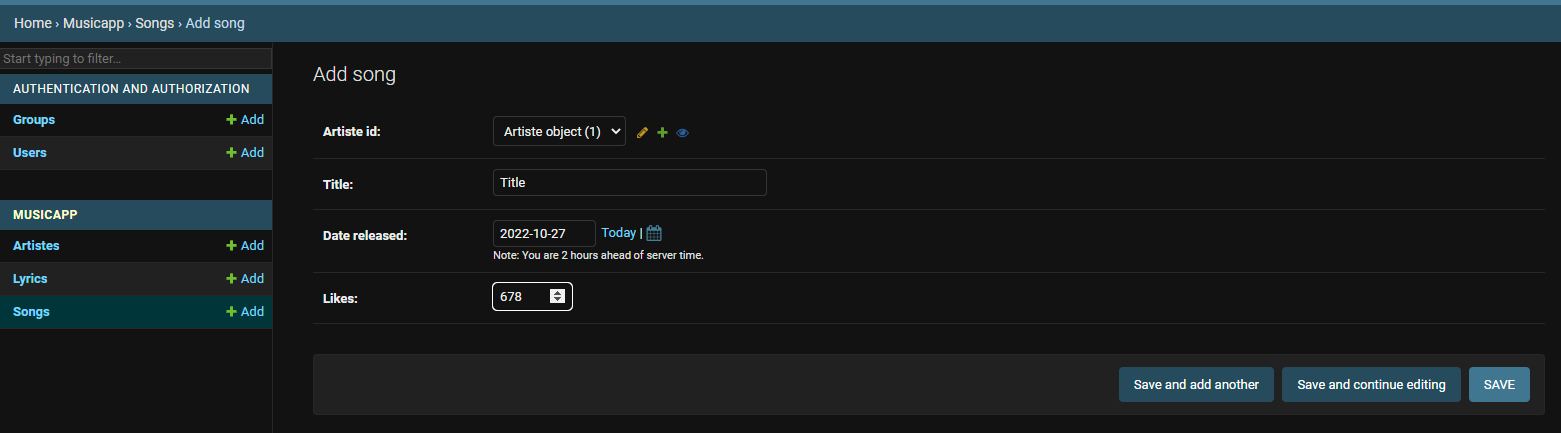 Home › Musicapp › Songs › Add song
Start typing to filter…
AUTHENTICATION AND AUTHORIZATION
Groups
Add
Users
Add
MUSICAPP
Artistes
Add
Lyrics
Add
Songs
Add
Add song
Artiste id:
Artiste object (1)
Title:
Title
Date released:
2022-10-27
Today |
Note: You are 2 hours ahead of server time.
Likes:
678
Save and add another
Save and continue editing
SAVE